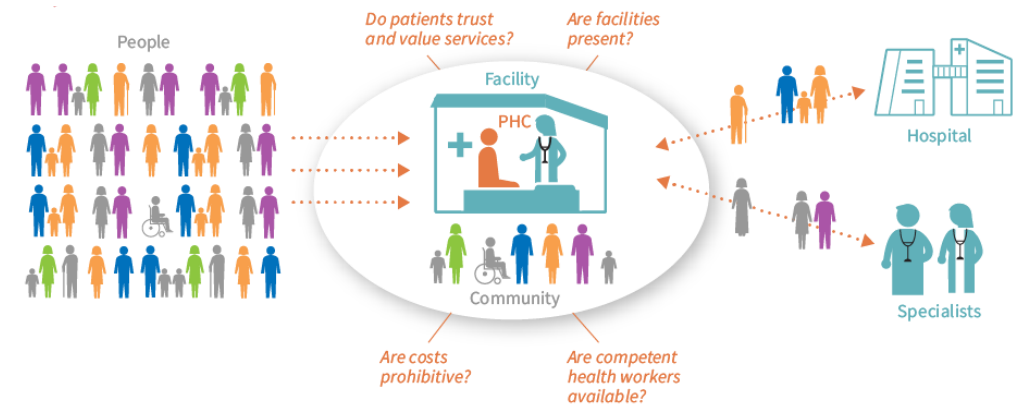 People
Do patients trust
and value services?
Are facilities
present?
Facility
PHC
Community
Are costs
prohibitive?
Are competent
health workers
available?
Hospital
Specialists